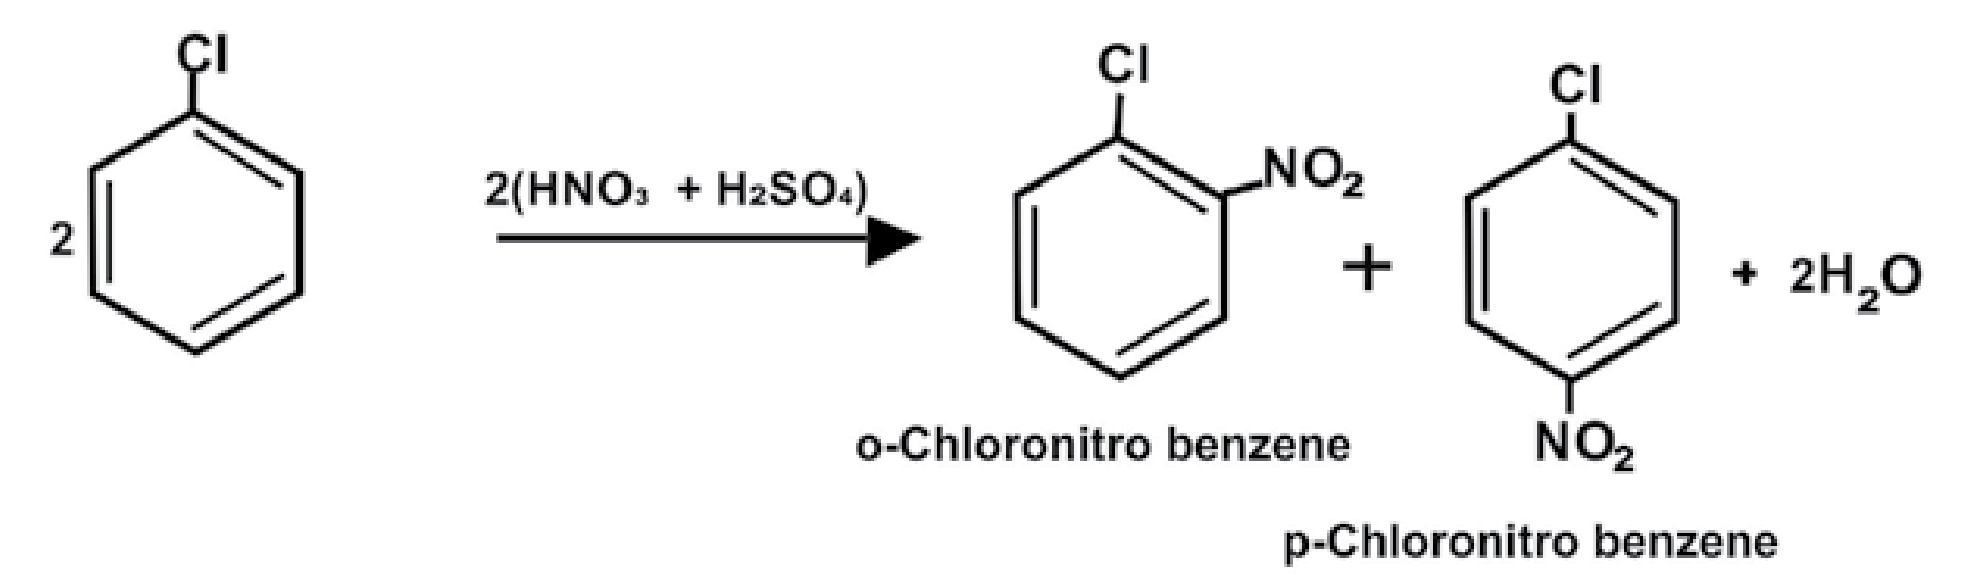 Cl
2
2(HNO₃ + H₂SO₄)
Cl
NO₂
+
Cl
NO₂
+ 2H₂O
o-Chloronitro benzene
p-Chloronitro benzene